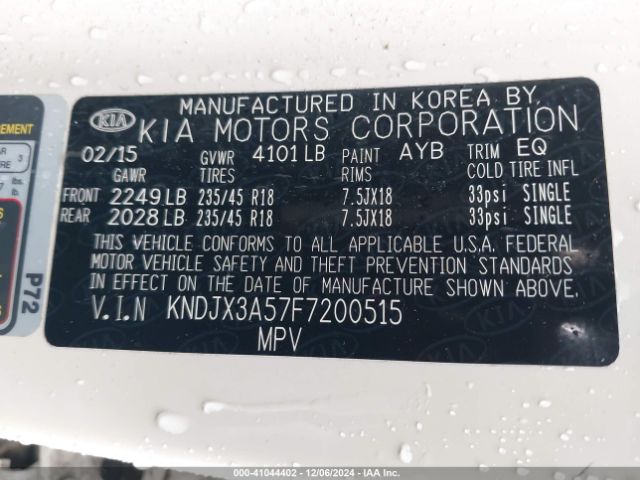 MANUFACTURED IN KOREA BY
KIA KIA MOTORS CORPORATION
02/15 GVWR 4101 LB PAINT AYB TRIM EQ
GAWR TIRES RIMS COLD TIRE INFL
FRONT 2249 LB 235/45 R18 7.5JX18 33psi SINGLE
REAR 2028 LB 235/45 R18 7.5JX18 33psi SINGLE
THIS VEHICLE CONFORMS TO ALL APPLICABLE U.S.A. FEDERAL
MOTOR VEHICLE SAFETY AND THEFT PREVENTION STANDARDS
IN EFFECT ON THE DATE OF MANUFACTURE SHOWN ABOVE.
V.I.N KNDJX3A57F7200515
MPV
P72
COPY 00-41044402 | 12/06/2024 | IAA Inc.